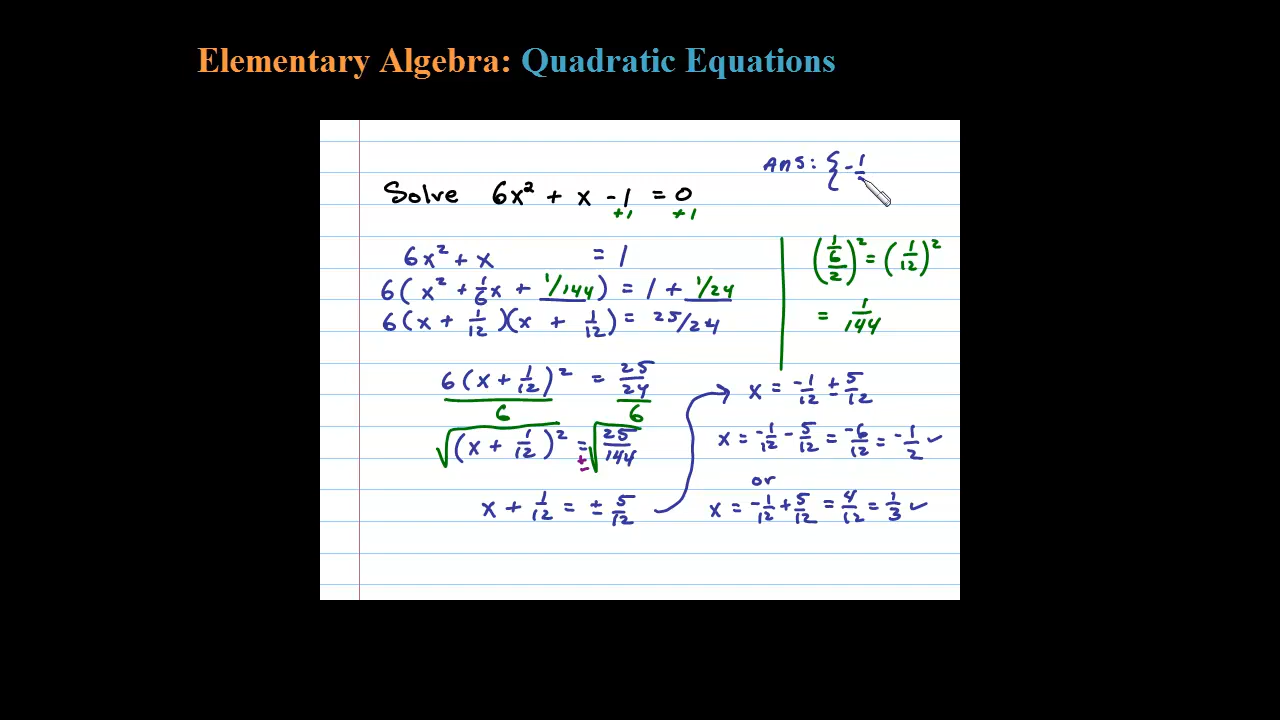 Elementary Algebra: Quadratic Equations
Ans: { -1/
Solve 6x² + x - 1 = 0
+1 +1
6x² + x = 1
6( x² + 1/6 x + 1/144 ) = 1 + 1/24
6( x + 1/12 )( x + 1/12 ) = 25/24
6( x + 1/12 )² = 25/24
6 6
√( x + 1/12 )² = ± √25/144
x + 1/12 = ± 5/12
(1/6/2)² = (1/12)²
= 1/144
x = -1/12 ± 5/12
x = -1/12 - 5/12 = -6/12 = -1/2 ✓
or
x = -1/12 + 5/12 = 4/12 = 1/3 ✓